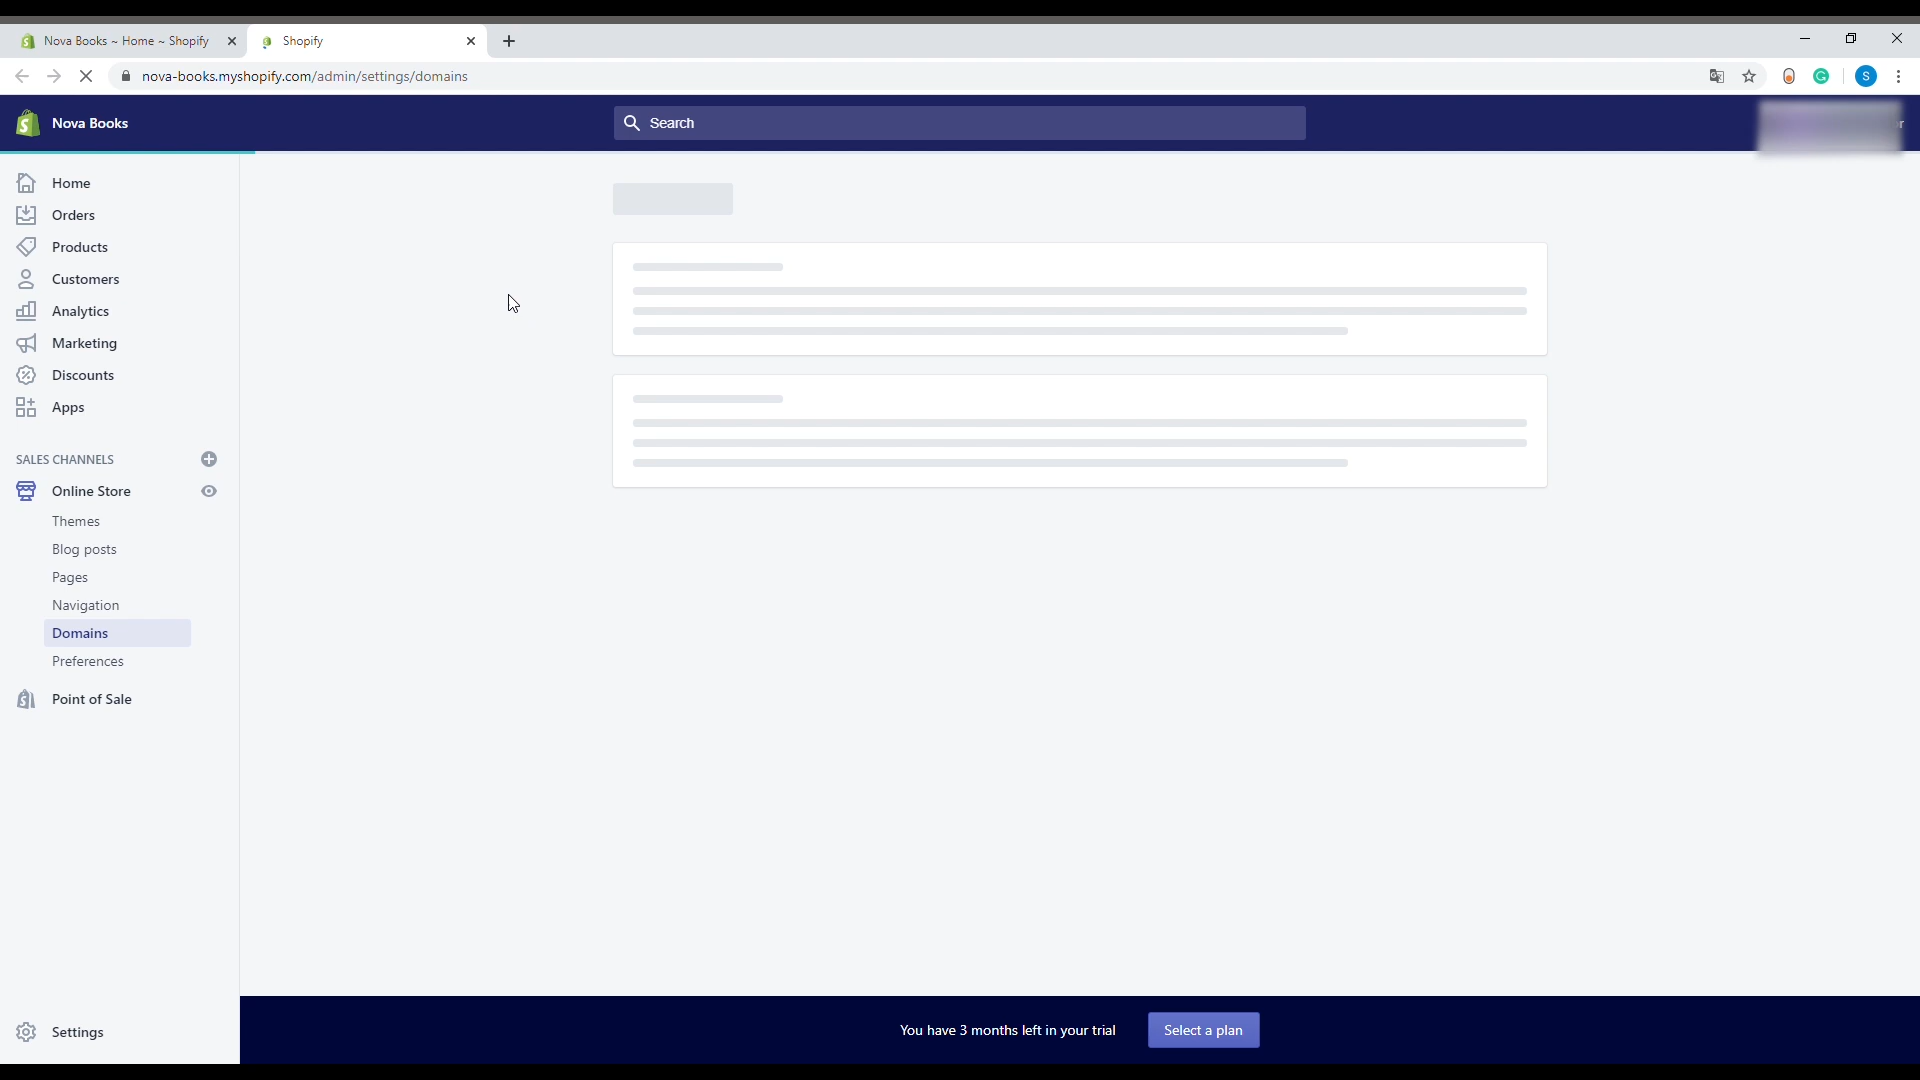 Nova Books ~ Home ~ Shopify
Shopify
nova-books.myshopify.com/admin/settings/domains
S
Nova Books
Search
Home
Orders
Products
Customers
Analytics
Marketing
Discounts
Apps
SALES CHANNELS
Online Store
Themes
Blog posts
Pages
Navigation
Domains
Preferences
Point of Sale
Settings
You have 3 months left in your trial
Select a plan